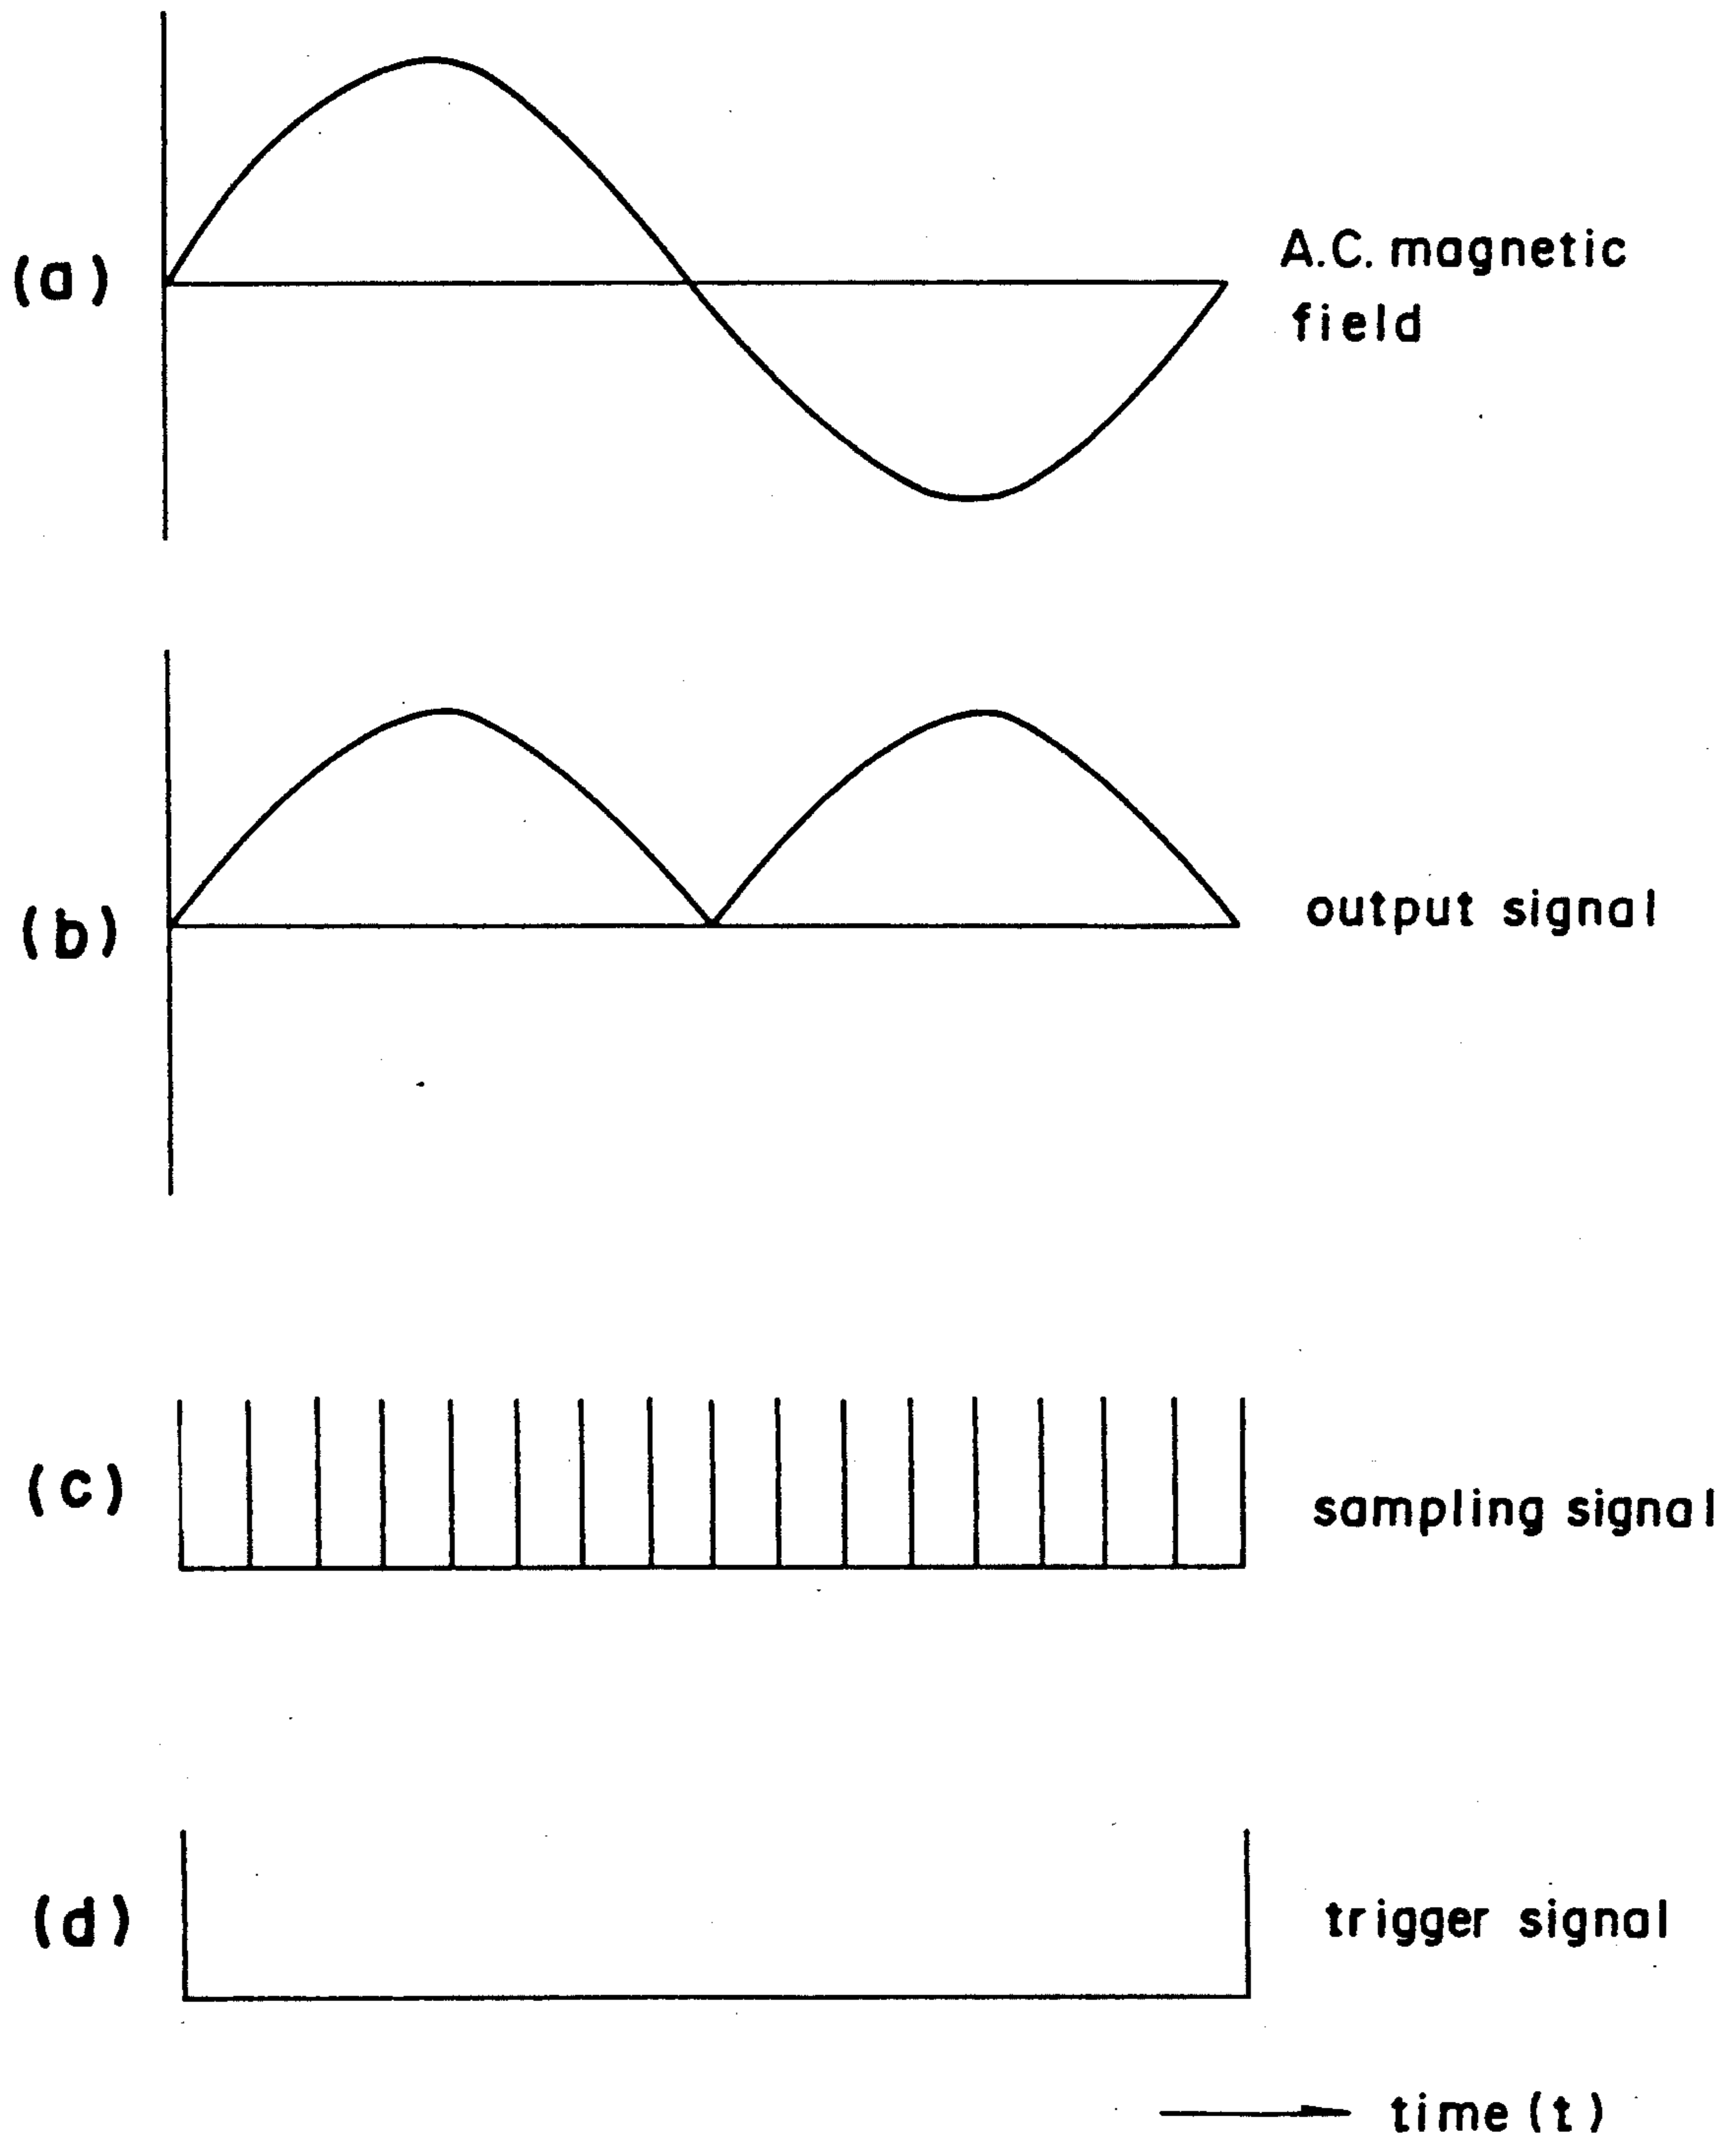 (a)
A.C. magnetic
field
(b)
output signal
(c)
sampling signal
(d)
trigger signal
time (t)